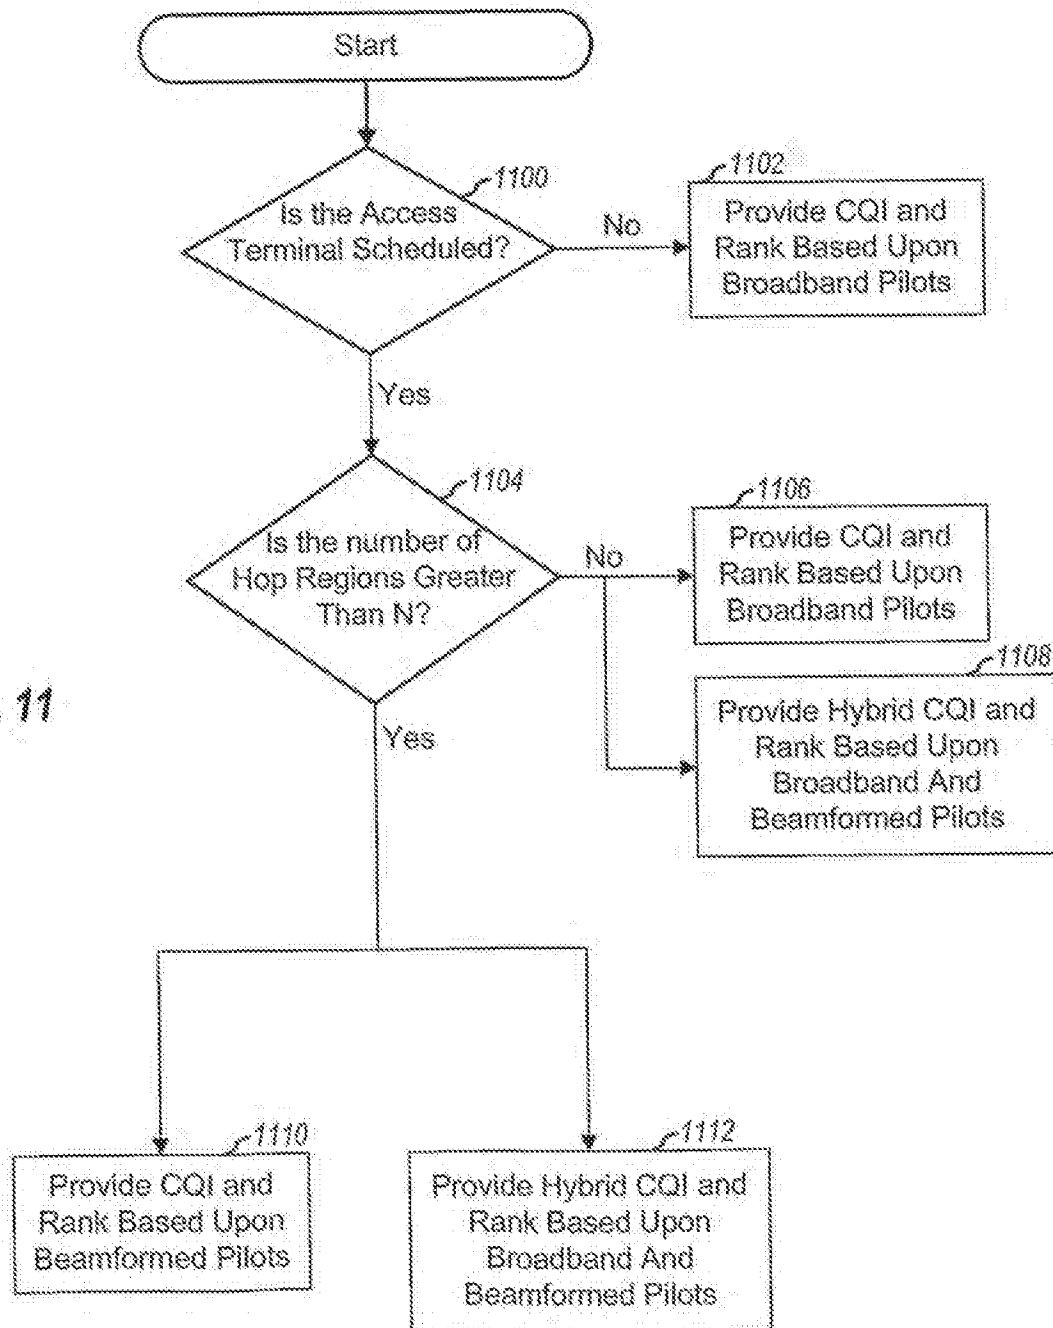 Start
1100
Is the Access
Terminal Scheduled?
No
1102
Provide CQI and
Rank Based Upon
Broadband Pilots
Yes
1104
Is the number of
Hop Regions Greater
Than N?
No
1106
Provide CQI and
Rank Based Upon
Broadband Pilots
1108
Provide Hybrid CQI and
Rank Based Upon
Broadband And
Beamformed Pilots
. 11
Yes
1110
Provide CQI and
Rank Based Upon
Beamformed Pilots
1112
Provide Hybrid CQI and
Rank Based Upon
Broadband And
Beamformed Pilots